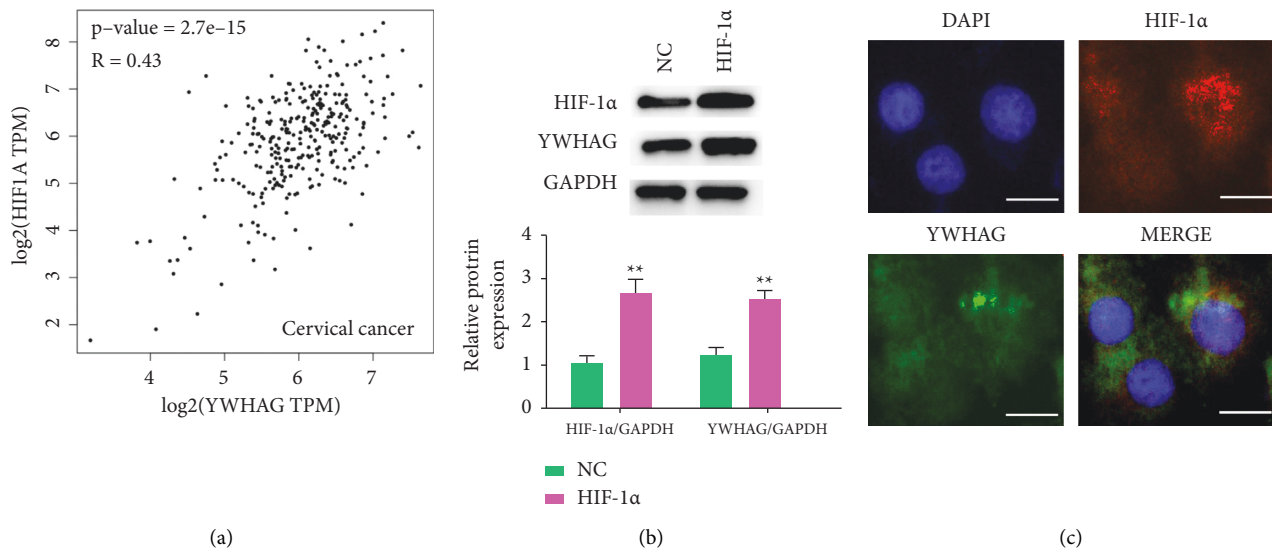 p–value = 2.7e–15
R = 0.43
8
7
6
5
4
3
2
log2(HIF1A TPM)
Cervical cancer
4 5 6 7
log2(YWHAG TPM)
(a)
NC HIF-1α
HIF-1α
YWHAG
GAPDH
4
3
2
1
0
Relative protrin
expression
** **
HIF-1α/GAPDH YWHAG/GAPDH
NC
HIF-1α
(b)
DAPI HIF-1α
YWHAG MERGE
(c)